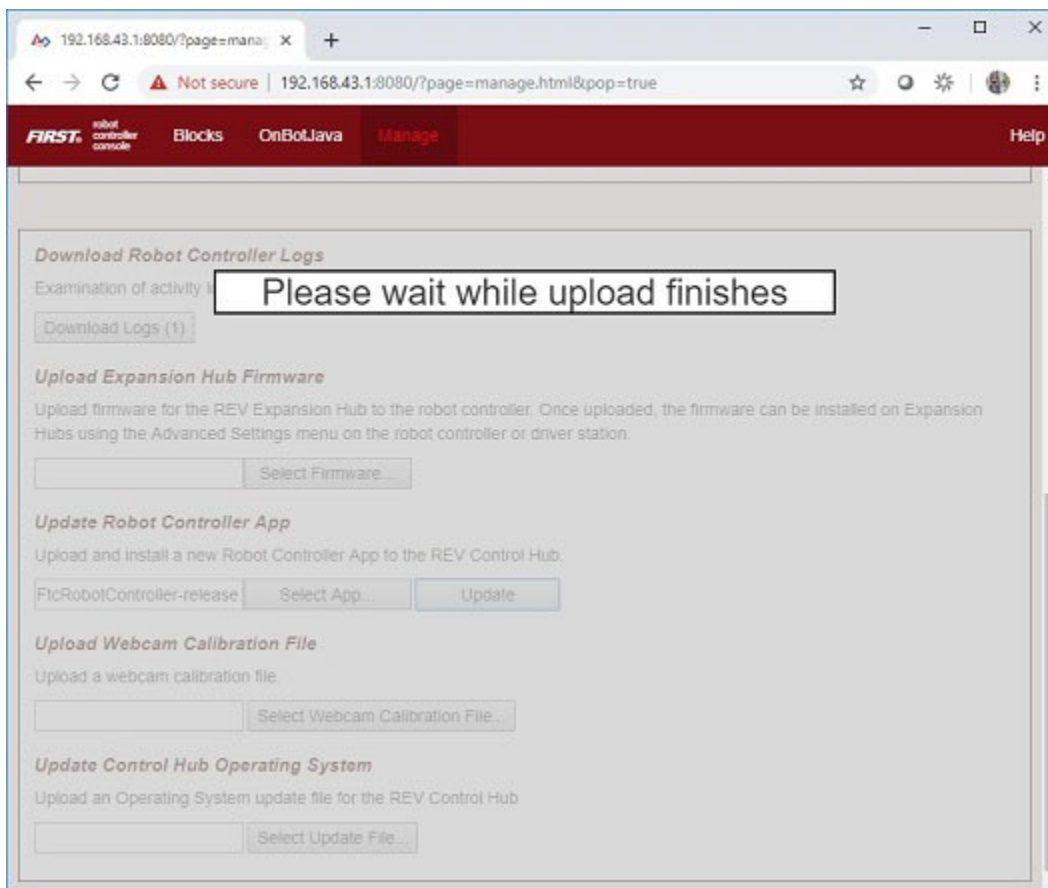 192.168.43.1:8080/?page=mana
Not secure | 192.168.43.1:8080/?page=manage.html&pop=true
FIRST. robot controller console Blocks OnBotJava Manage Help
Download Robot Controller Logs
Examination of activity
Please wait while upload finishes
Download Logs (1)
Upload Expansion Hub Firmware
Upload firmware for the REV Expansion Hub to the robot controller. Once uploaded, the firmware can be installed on Expansion
Hubs using the Advanced Settings menu on the robot controller or driver station.
Select Firmware...
Update Robot Controller App
Upload and install a new Robot Controller App to the REV Control Hub.
FtcRobotController-release. Select App... Update
Upload Webcam Calibration File
Upload a webcam calibration file.
Select Webcam Calibration File...
Update Control Hub Operating System
Upload an Operating System update file for the REV Control Hub
Select Update File...